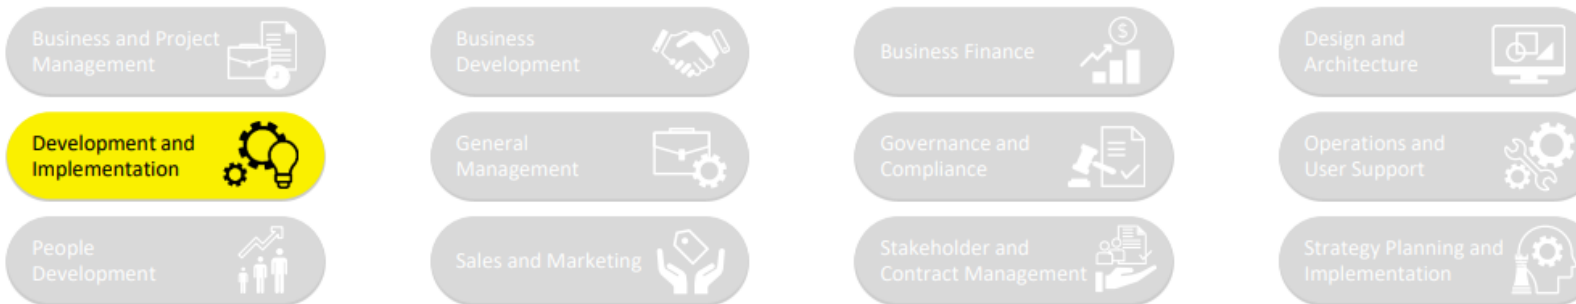 Business and Project
Management
Business
Development
Business Finance
$
Design and
Architecture
Development and
Implementation
General
Management
Governance and
Compliance
Operations and
User Support
People
Development
Sales and Marketing
Stakeholder and
Contract Management
Strategy Planning and
Implementation